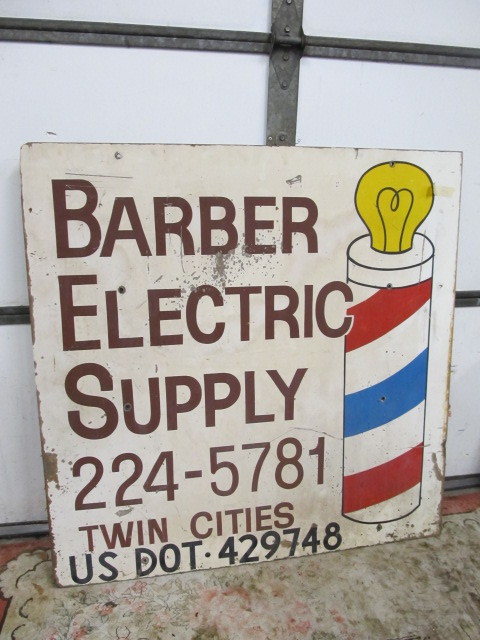 BARBER
ELECTRIC
SUPPLY
224-5781
TWIN CITIES
US DOT · 429748